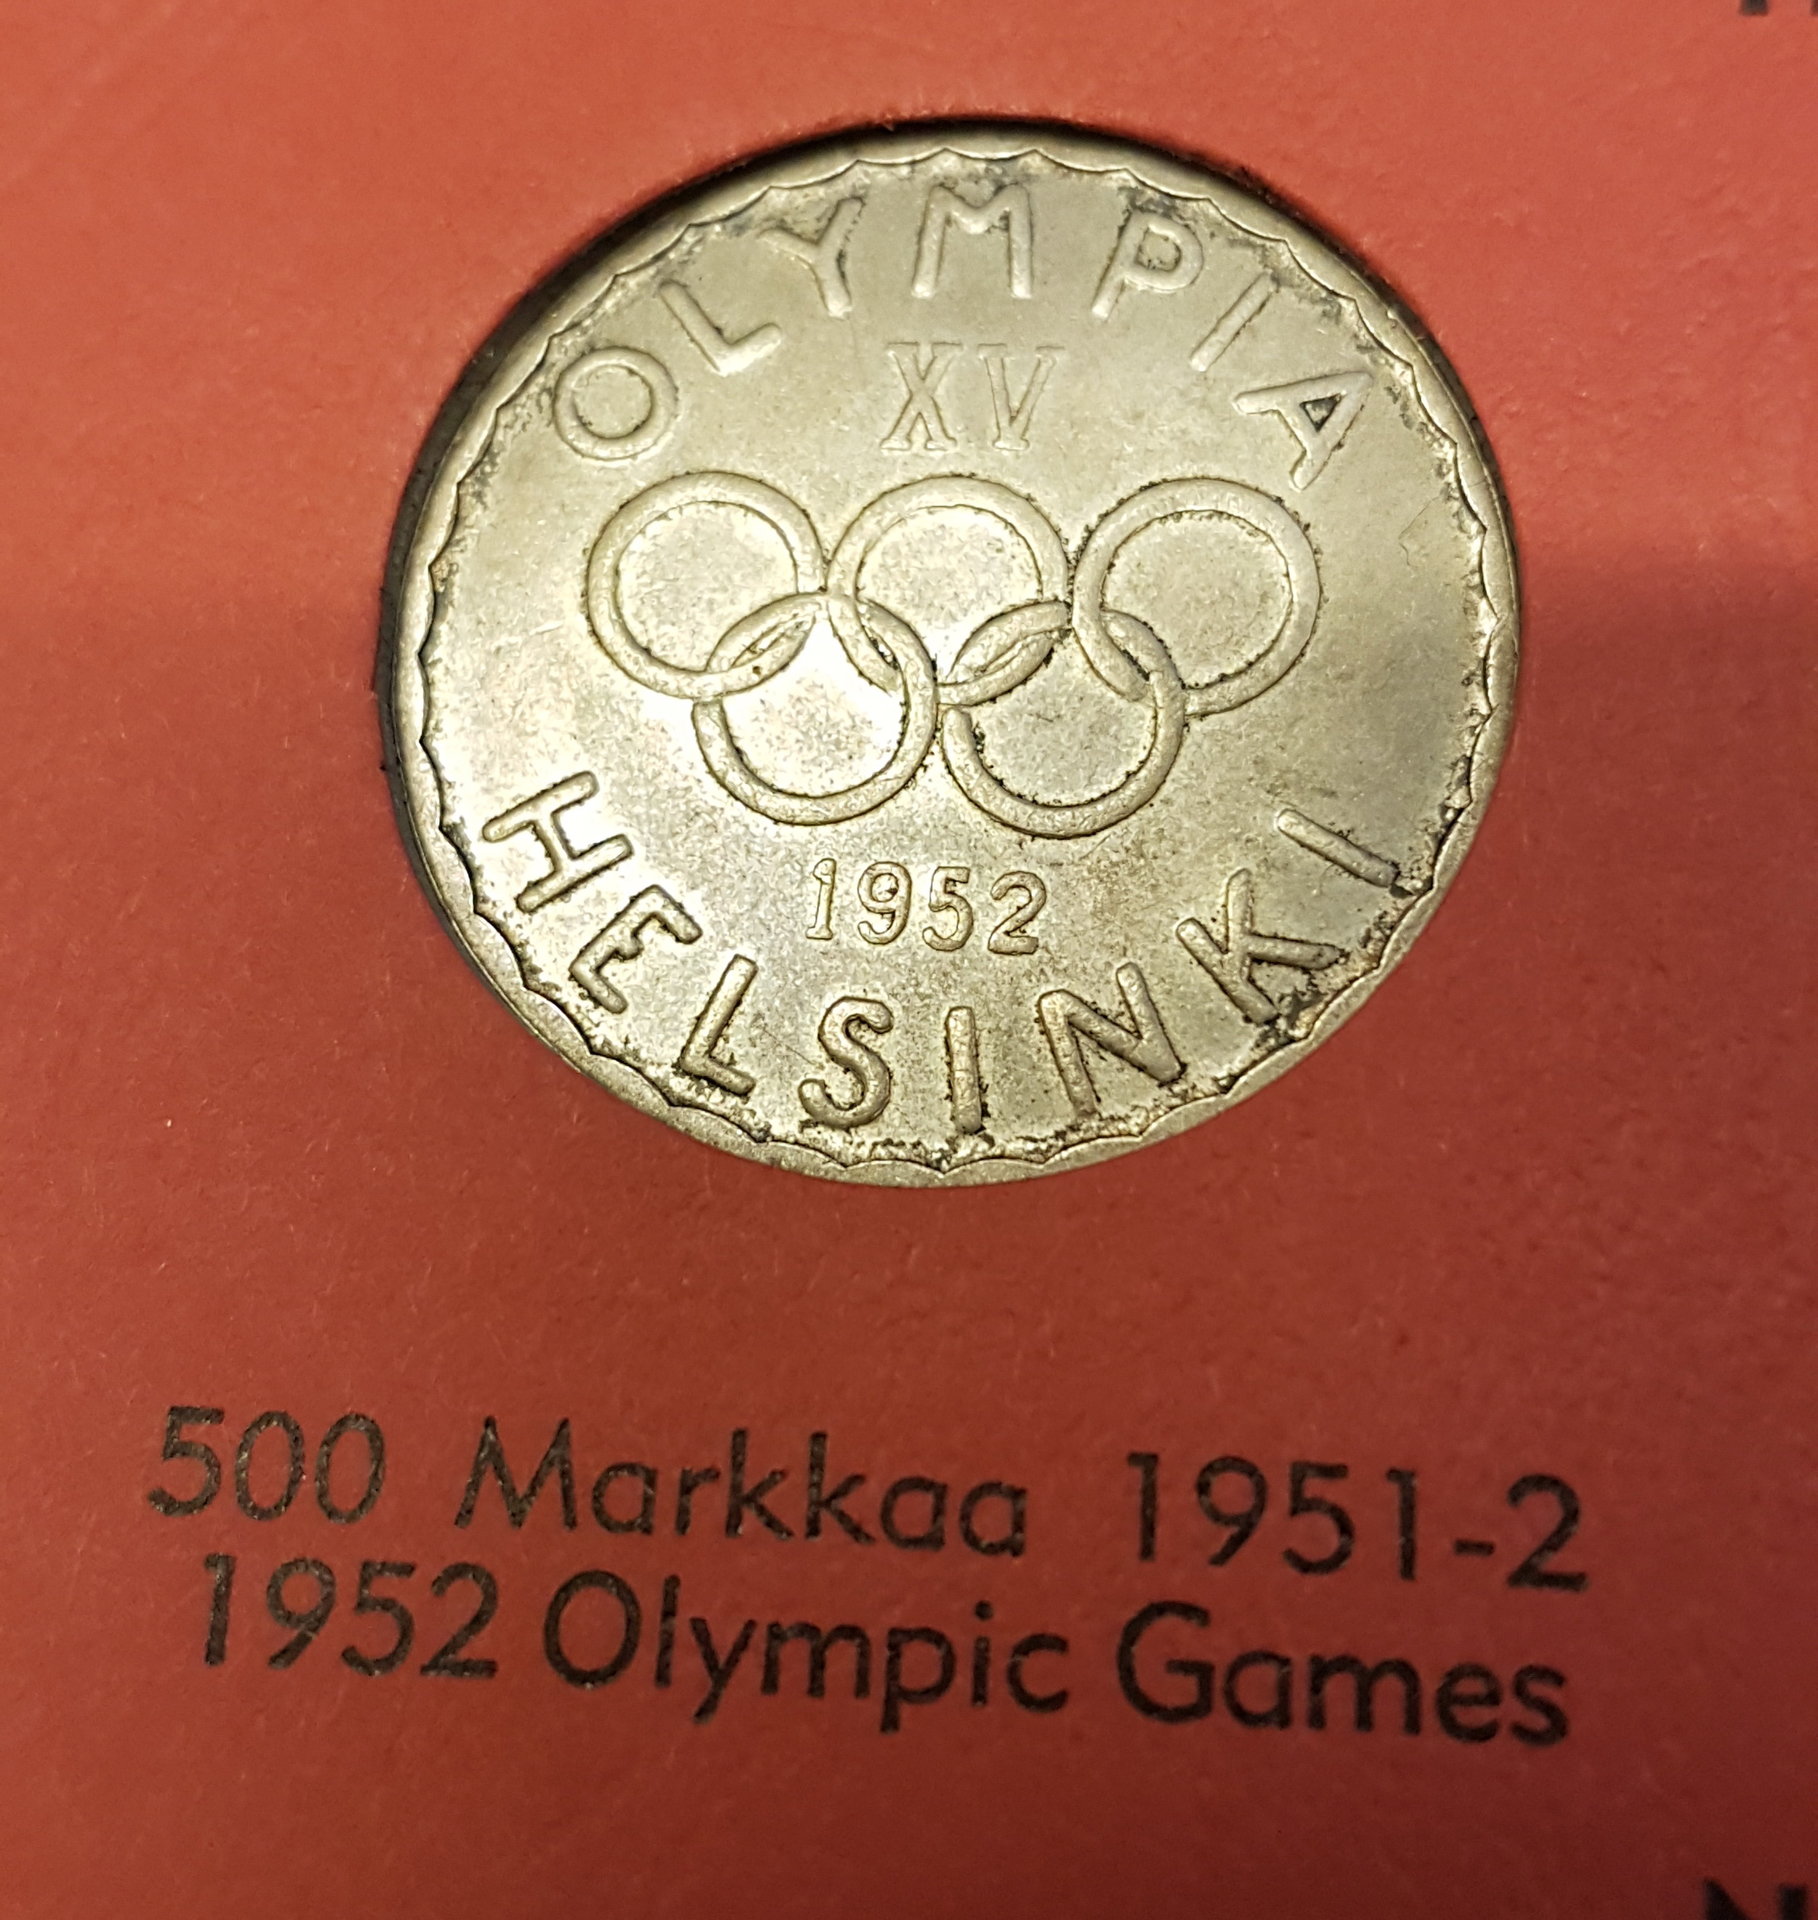 OLYMPIA
XV
1952
HELSINKI
500 Markkaa 1951-2
1952 Olympic Games